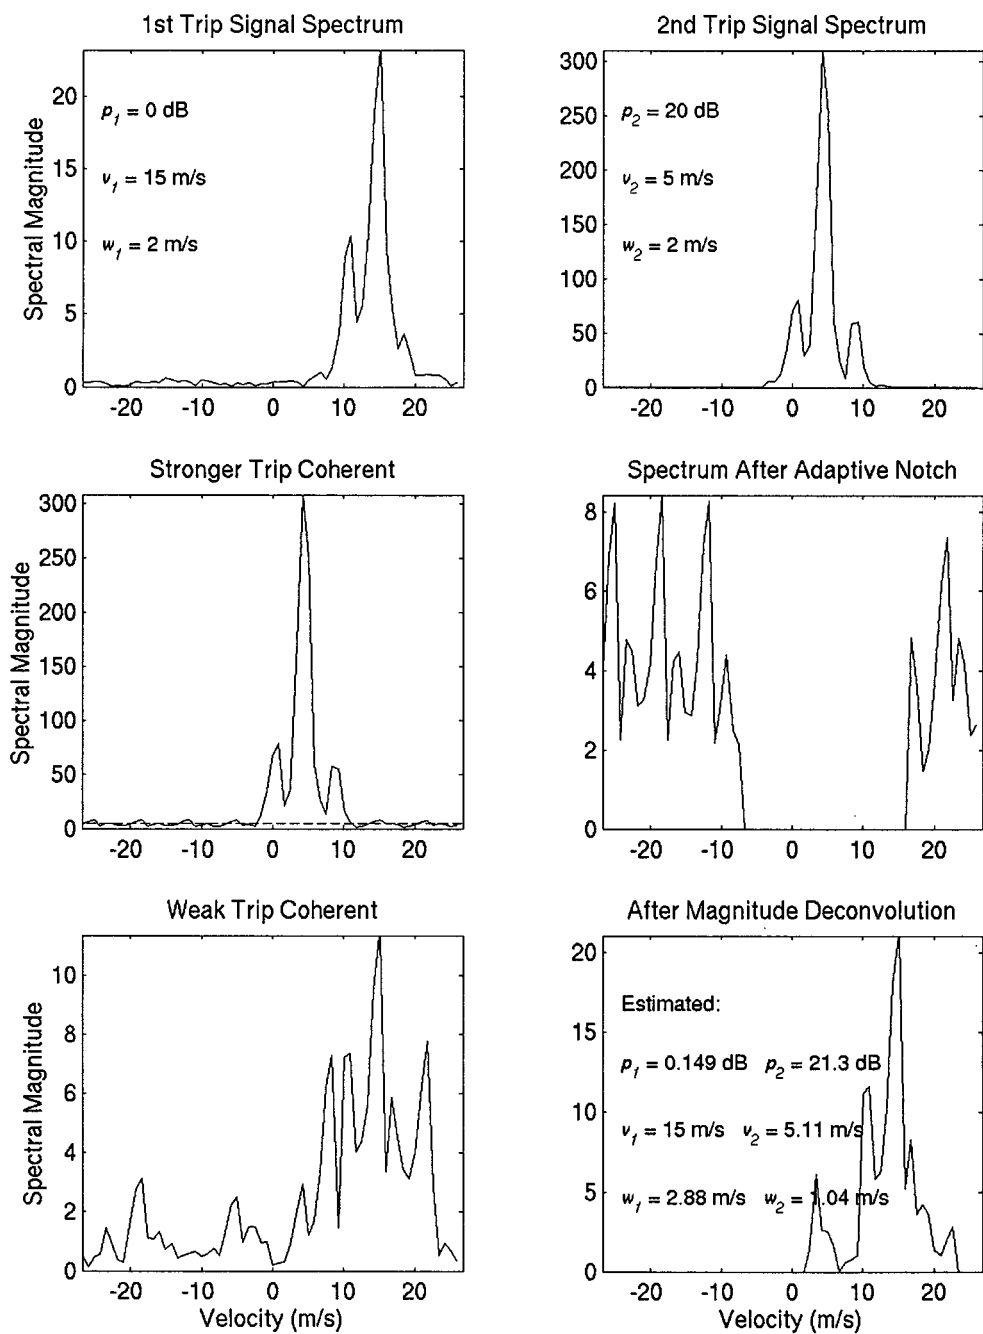 1st Trip Signal Spectrum
Spectral Magnitude
20
15
10
5
0
p1 = 0 dB
v1 = 15 m/s
w1 = 2 m/s
-20 -10 0 10 20
2nd Trip Signal Spectrum
300
250
200
150
100
50
0
p2 = 20 dB
v2 = 5 m/s
w2 = 2 m/s
-20 -10 0 10 20
Stronger Trip Coherent
Spectral Magnitude
300
250
200
150
100
50
0
-20 -10 0 10 20
Spectrum After Adaptive Notch
8
6
4
2
0
-20 -10 0 10 20
Weak Trip Coherent
Spectral Magnitude
10
8
6
4
2
0
-20 -10 0 10 20
Velocity (m/s)
After Magnitude Deconvolution
20
15
10
5
0
Estimated:
p1 = 0.149 dB p2 = 21.3 dB
v1 = 15 m/s v2 = 5.11 m/s
w1 = 2.88 m/s w2 = 1.04 m/s
-20 -10 0 10 20
Velocity (m/s)